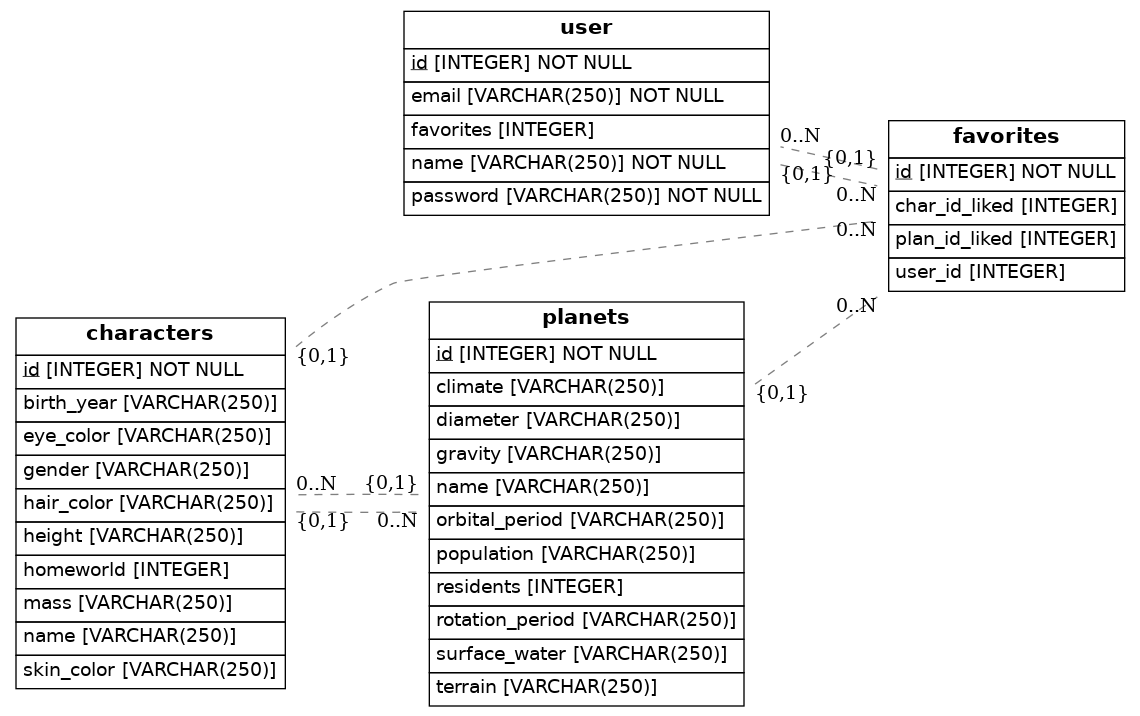 user
id [INTEGER] NOT NULL
email [VARCHAR(250)] NOT NULL
favorites [INTEGER]
name [VARCHAR(250)] NOT NULL
password [VARCHAR(250)] NOT NULL
0..N
{0,1}
{0,1}
0..N
0..N
0..N
favorites
id [INTEGER] NOT NULL
char_id_liked [INTEGER]
plan_id_liked [INTEGER]
user_id [INTEGER]
characters
id [INTEGER] NOT NULL
birth_year [VARCHAR(250)]
eye_color [VARCHAR(250)]
gender [VARCHAR(250)]
hair_color [VARCHAR(250)]
height [VARCHAR(250)]
homeworld [INTEGER]
mass [VARCHAR(250)]
name [VARCHAR(250)]
skin_color [VARCHAR(250)]
{0,1}
0..N
{0,1}
{0,1}
0..N
planets
id [INTEGER] NOT NULL
climate [VARCHAR(250)]
diameter [VARCHAR(250)]
gravity [VARCHAR(250)]
name [VARCHAR(250)]
orbital_period [VARCHAR(250)]
population [VARCHAR(250)]
residents [INTEGER]
rotation_period [VARCHAR(250)]
surface_water [VARCHAR(250)]
terrain [VARCHAR(250)]
{0,1}